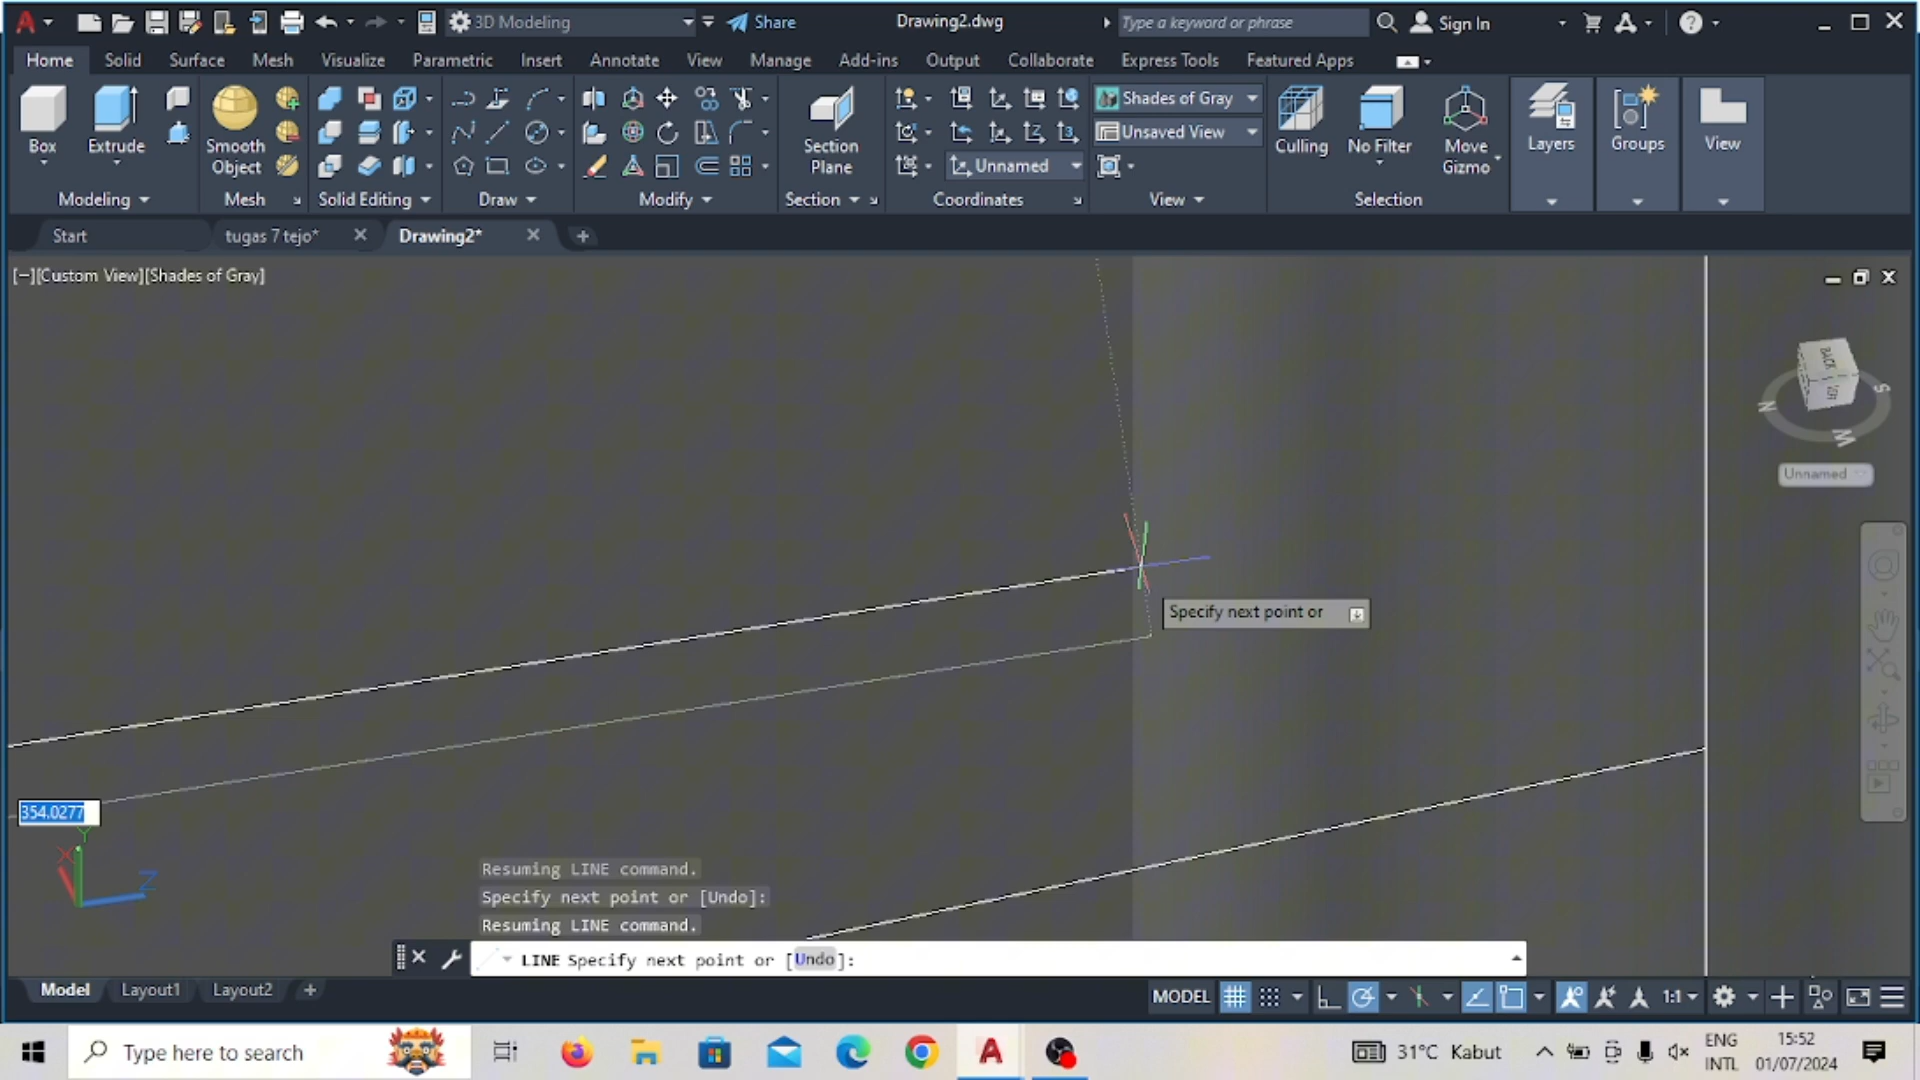 3D Modeling
Share
Drawing2.dwg
Type a keyword or phrase
Sign In
Home
Solid
Surface
Mesh
Visualize
Parametric
Insert
Annotate
View
Manage
Add-ins
Output
Collaborate
Express Tools
Featured Apps
Box
Extrude
Smooth
Object
Section
Plane
Shades of Gray
Unsaved View
Unnamed
Culling
No Filter
Move
Gizmo
Layers
Groups
View
Modeling
Mesh
Solid Editing
Draw
Modify
Section
Coordinates
View
Selection
Start
tugas 7 tejo*
Drawing2*
[−][Custom View][Shades of Gray]
BACK
N
S
W
Unnamed
Specify next point or
354.0277
X
Y
Z
Resuming LINE command.
Specify next point or [Undo]:
Resuming LINE command.
LINE Specify next point or [Undo]:
Model
Layout1
Layout2
MODEL
1:1
Type here to search
31°C Kabut
ENG
INTL
15:52
01/07/2024